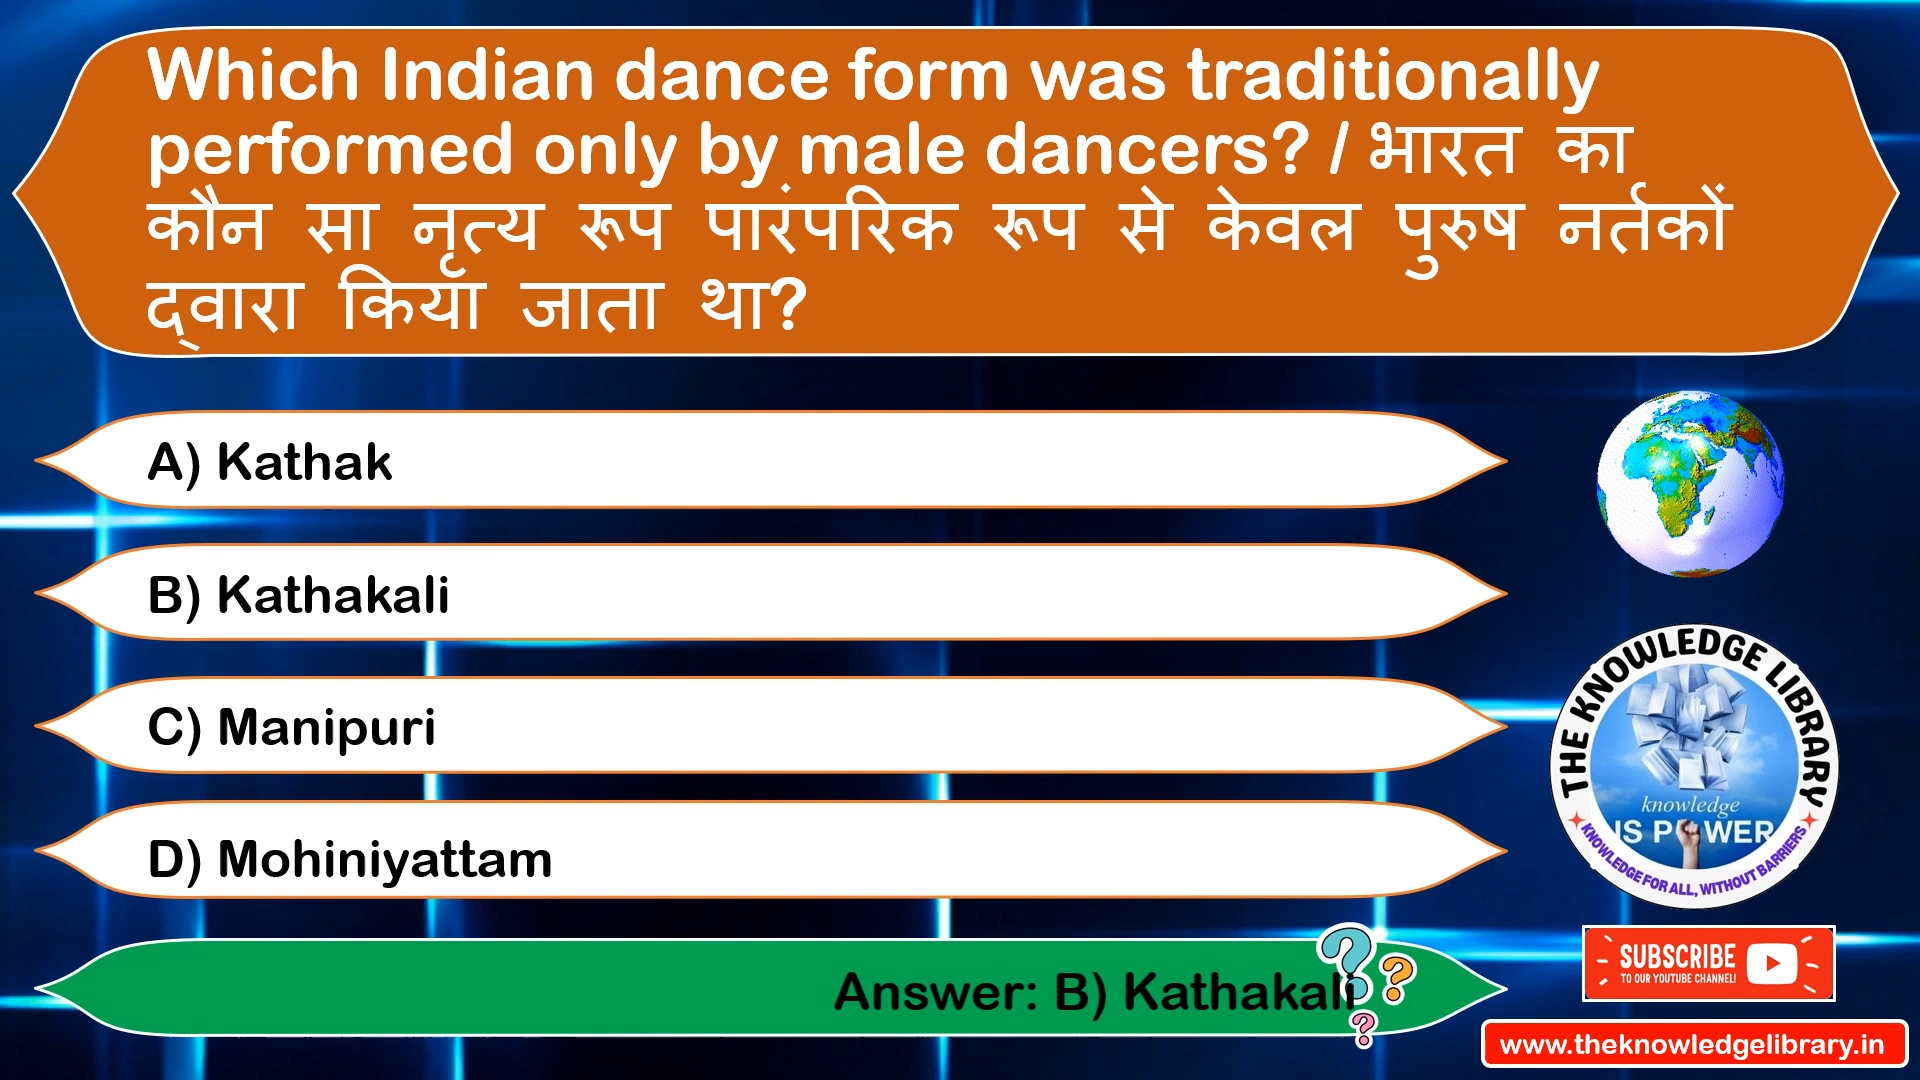 Which Indian dance form was traditionally
performed only by male dancers? / भारत का
कौन सा नृत्य रूप पारंपरिक रूप से केवल पुरुष नर्तकों
द्वारा किया जाता था?
A) Kathak
B) Kathakali
C) Manipuri
D) Mohiniyattam
Answer: B) Kathakali
THE KNOWLEDGE LIBRARY
knowledge
IS POWER
KNOWLEDGE FOR ALL, WITHOUT BARRIERS
SUBSCRIBE
TO OUR YOUTUBE CHANNEL!
www.theknowledgelibrary.in